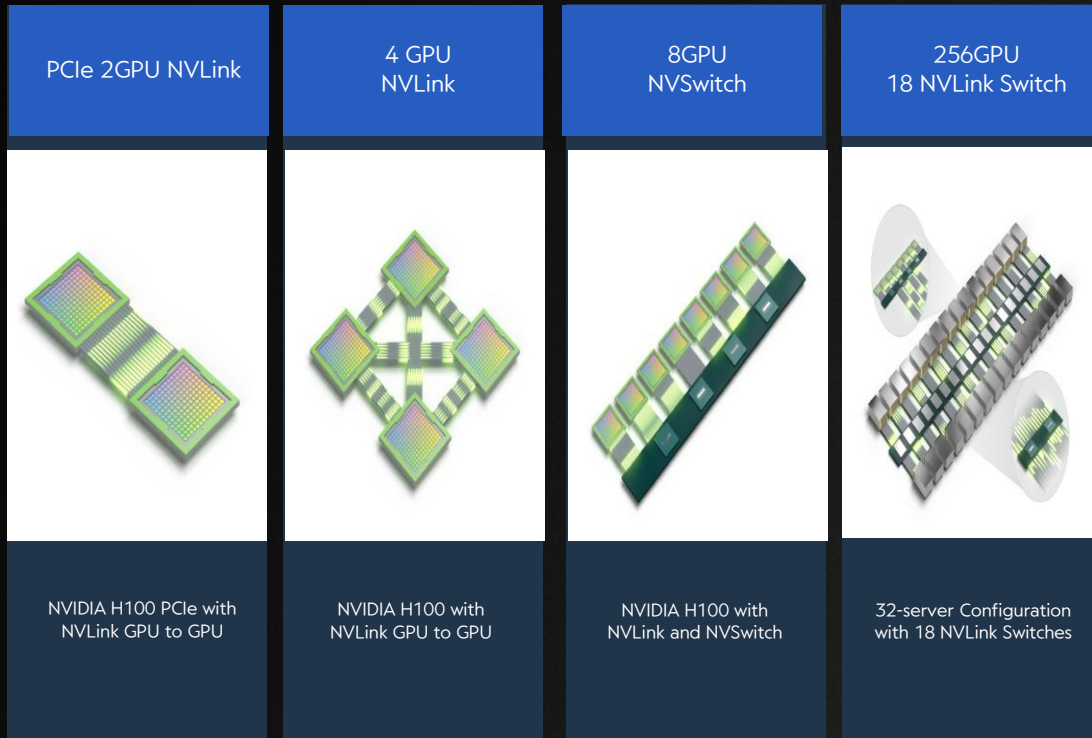 PCIe 2GPU NVLink
4 GPU
NVLink
8GPU
NVSwitch
256GPU
18 NVLink Switch
NVIDIA H100 PCIe with
NVLink GPU to GPU
NVIDIA H100 with
NVLink GPU to GPU
NVIDIA H100 with
NVLink and NVSwitch
32-server Configuration
with 18 NVLink Switches